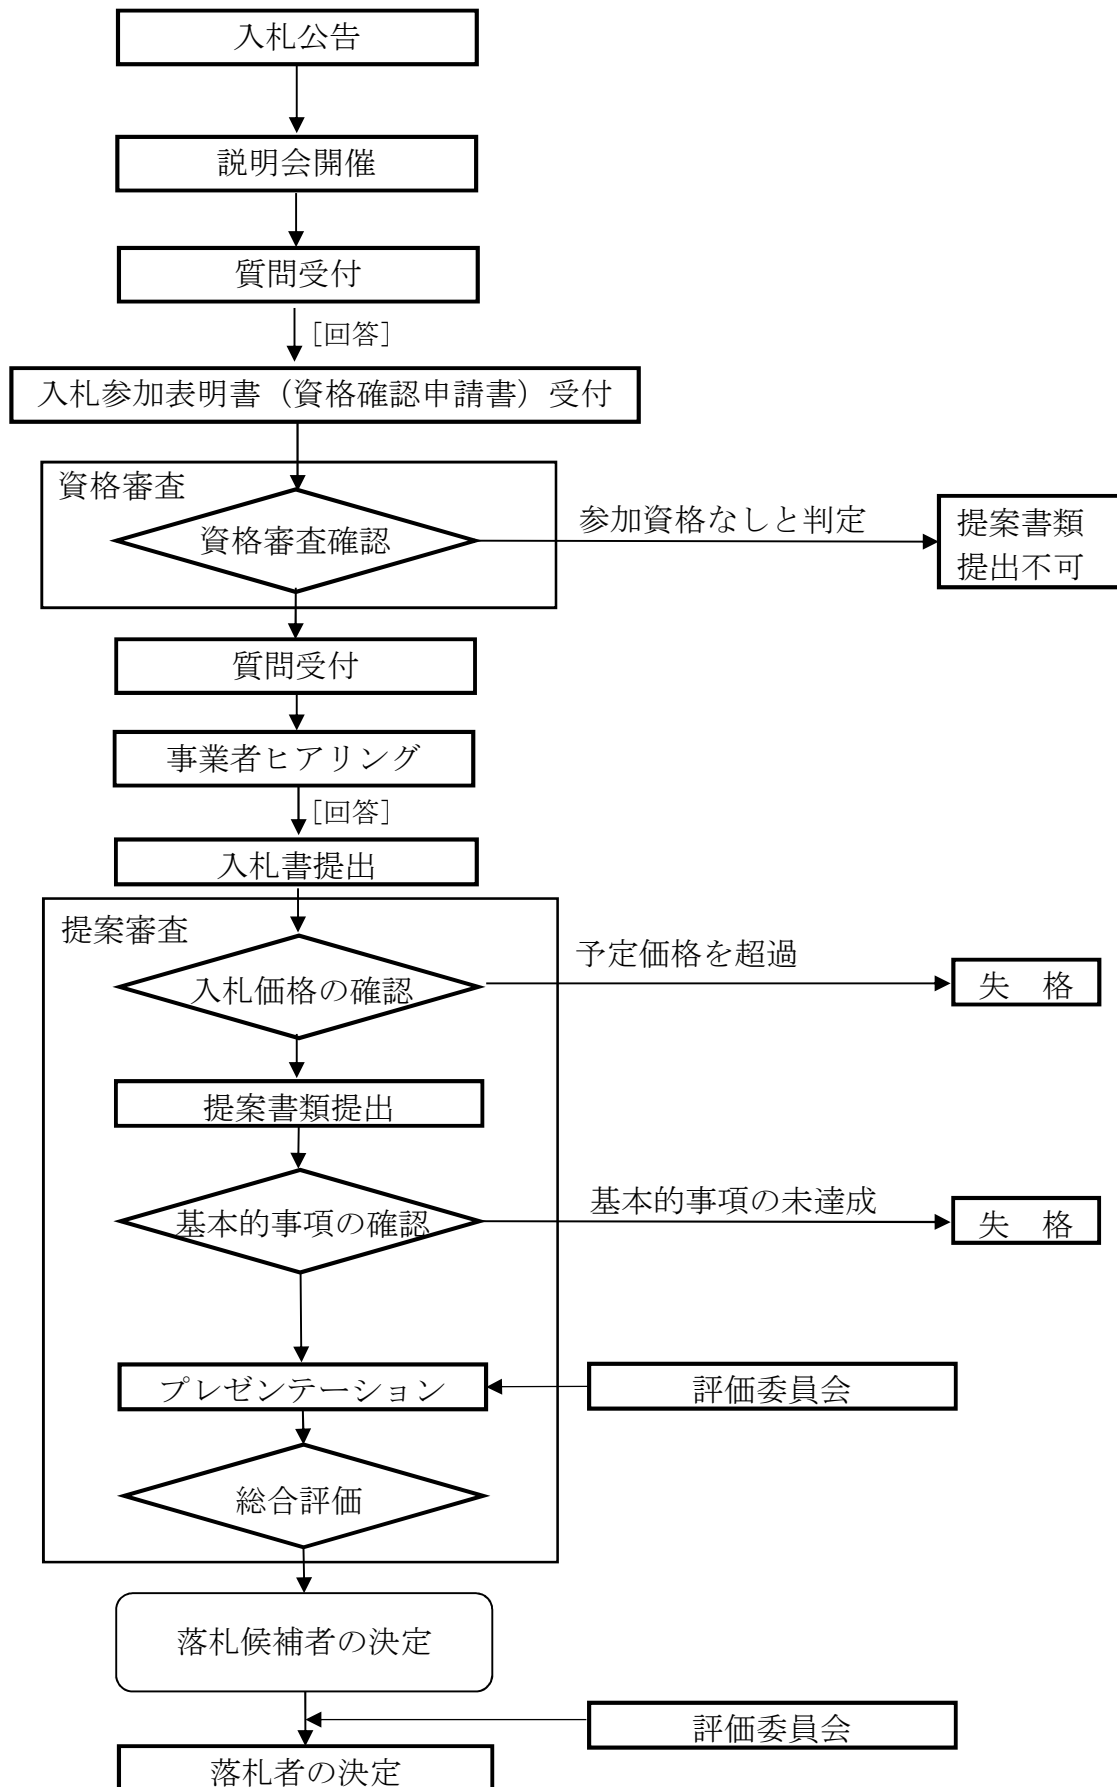 入札公告
説明会開催
質問受付
［回答］
入札参加表明書（資格確認申請書）受付
資格審査
資格審査確認
参加資格なしと判定
提案書類
提出不可
質問受付
事業者ヒアリング
［回答］
入札書提出
提案審査
入札価格の確認
予定価格を超過
失　格
提案書類提出
基本的事項の確認
基本的事項の未達成
失　格
プレゼンテーション
評価委員会
総合評価
落札候補者の決定
評価委員会
落札者の決定